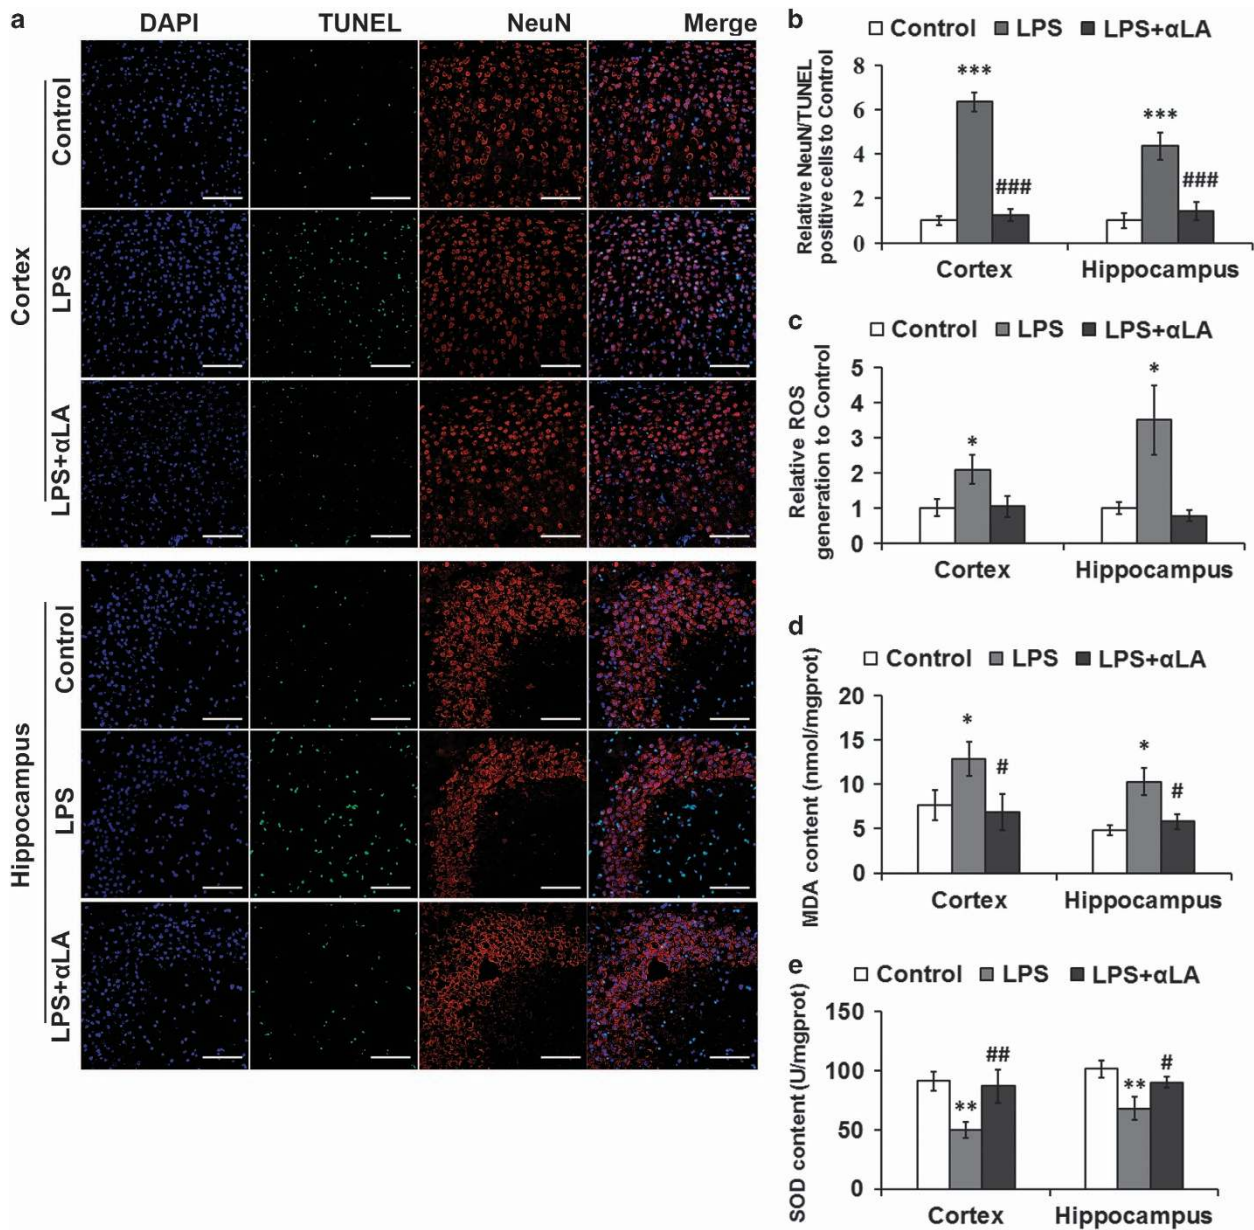 a
DAPI TUNEL NeuN Merge
Cortex
Control
LPS
LPS+αLA
Hippocampus
Control
LPS
LPS+αLA
b
Control LPS LPS+αLA
Relative NeuN/TUNEL
positive cells to Control
8
6
4
2
0
***
###
***
###
Cortex Hippocampus
c
Control LPS LPS+αLA
Relative ROS
generation to Control
5
4
3
2
1
0
*
*
Cortex Hippocampus
d
Control LPS LPS+αLA
MDA content (nmol/mgprot)
20
15
10
5
0
*
#
*
#
Cortex Hippocampus
e
Control LPS LPS+αLA
SOD content (U/mgprot)
150
100
50
0
**
##
**
#
Cortex Hippocampus